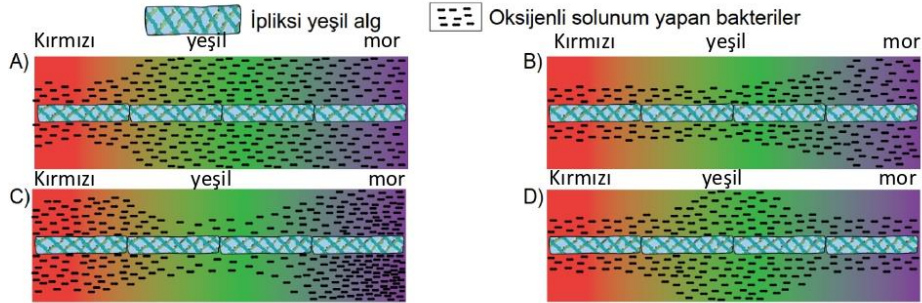 İpliksi yeşil alg
Oksijenli solunum yapan bakteriler
Kırmızı yeşil mor
A)
Kırmızı yeşil mor
B)
Kırmızı yeşil mor
C)
Kırmızı yeşil mor
D)